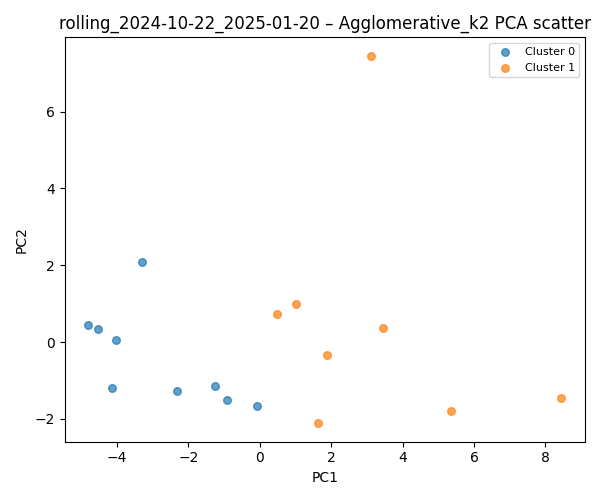 rolling_2024-10-22_2025-01-20 – Agglomerative_k2 PCA scatter
Cluster 0
Cluster 1
PC2
6
4
2
0
−2
−4 −2 0 2 4 6 8
PC1